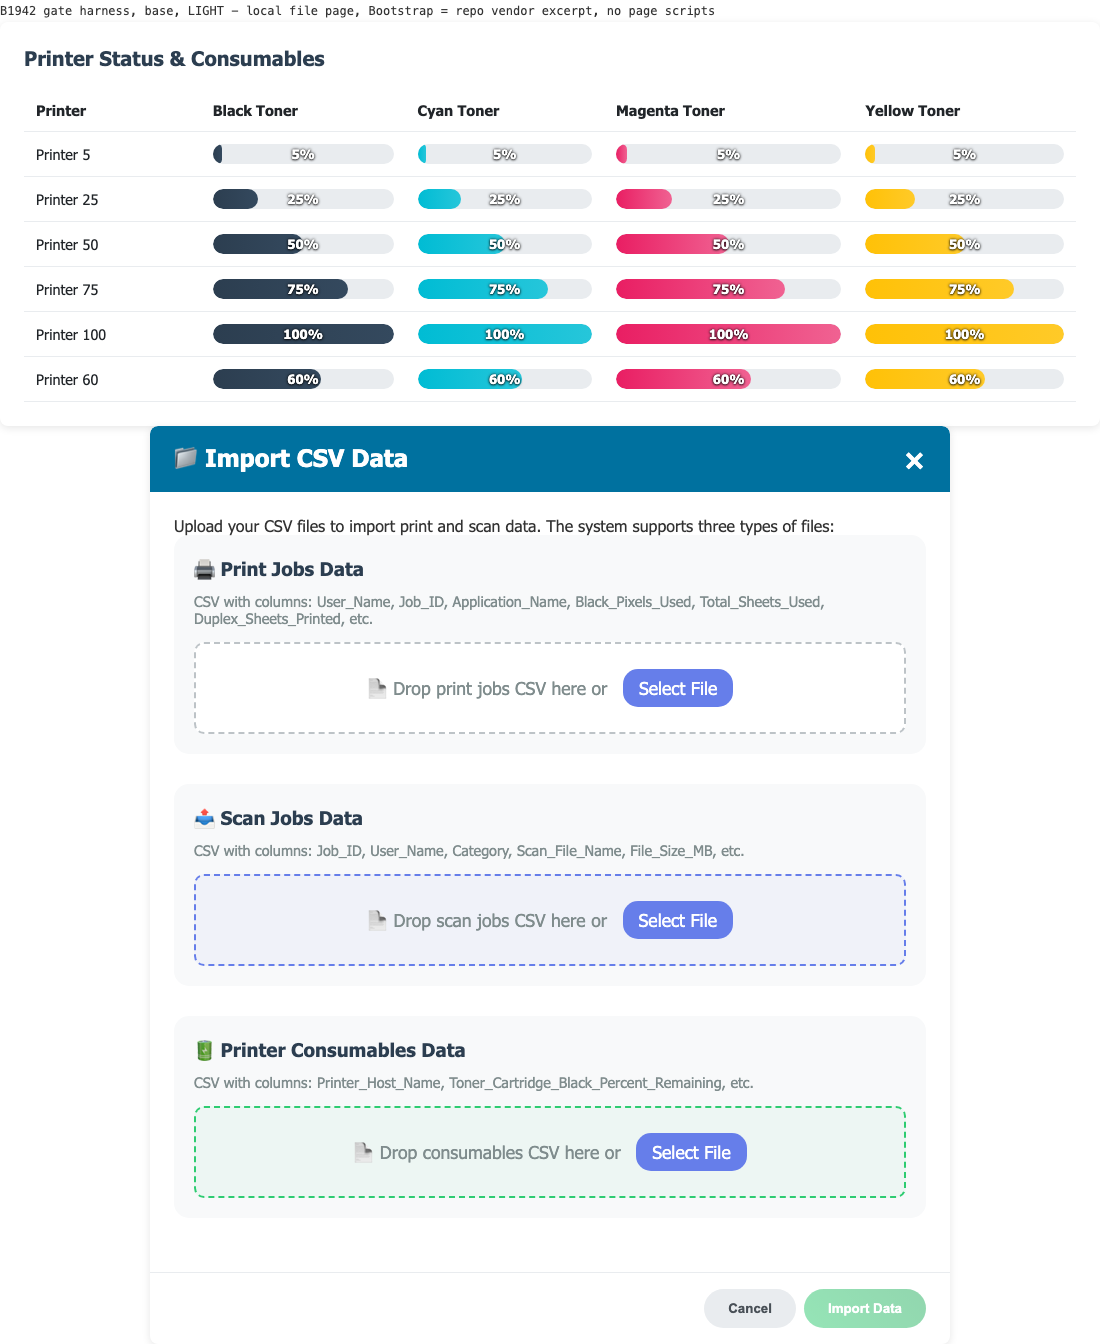 B1942 gate harness, base, LIGHT — local file page, Bootstrap = repo vendor excerpt, no page scripts
Printer Status & Consumables
Printer Black Toner Cyan Toner Magenta Toner Yellow Toner
Printer 5 5% 5% 5% 5%
Printer 25 25% 25% 25% 25%
Printer 50 50% 50% 50% 50%
Printer 75 75% 75% 75% 75%
Printer 100 100% 100% 100% 100%
Printer 60 60% 60% 60% 60%
Import CSV Data ×
Upload your CSV files to import print and scan data. The system supports three types of files:
Print Jobs Data
CSV with columns: User_Name, Job_ID, Application_Name, Black_Pixels_Used, Total_Sheets_Used,
Duplex_Sheets_Printed, etc.
Drop print jobs CSV here or Select File
Scan Jobs Data
CSV with columns: Job_ID, User_Name, Category, Scan_File_Name, File_Size_MB, etc.
Drop scan jobs CSV here or Select File
Printer Consumables Data
CSV with columns: Printer_Host_Name, Toner_Cartridge_Black_Percent_Remaining, etc.
Drop consumables CSV here or Select File
Cancel Import Data